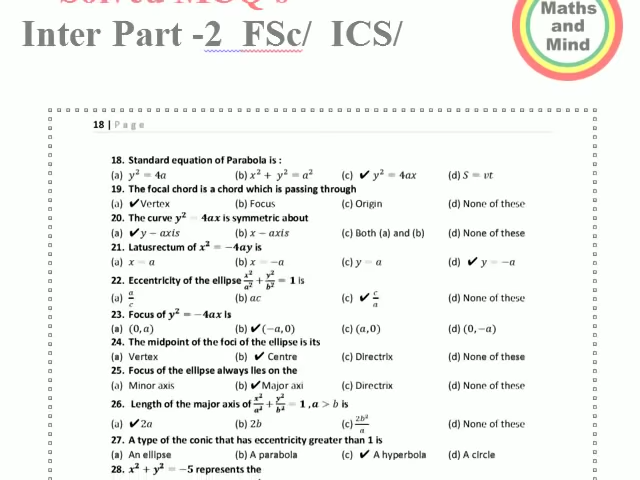 Solved MCQ's
Inter Part -2 FSc/ ICS/
Maths
and
Mind
18 | Page
18. Standard equation of Parabola is :
(a) y² = 4a (b) x² + y² = a² (c) ✔ y² = 4ax (d) S = vt
19. The focal chord is a chord which is passing through
(a) ✔Vertex (b) Focus (c) Origin (d) None of these
20. The curve y² = 4ax is symmetric about
(a) ✔y − axis (b) x − axis (c) Both (a) and (b) (d) None of these
21. Latusrectum of x² = −4ay is
(a) x = a (b) x = −a (c) y = a (d) ✔ y = −a
22. Eccentricity of the ellipse x²/a² + y²/b² = 1 is
(a) a/c (b) ac (c) ✔ c/a (d) None of these
23. Focus of y² = −4ax is
(a) (0, a) (b) ✔(−a, 0) (c) (a, 0) (d) (0, −a)
24. The midpoint of the foci of the ellipse is its
(a) Vertex (b) ✔ Centre (c) Directrix (d) None of these
25. Focus of the ellipse always lies on the
(a) Minor axis (b) ✔Major axi (c) Directrix (d) None of these
26. Length of the major axis of x²/a² + y²/b² = 1 , a > b is
(a) ✔2a (b) 2b (c) 2b²/a (d) None of these
27. A type of the conic that has eccentricity greater than 1 is
(a) An ellipse (b) A parabola (c) ✔ A hyperbola (d) A circle
28. x² + y² = −5 represents the